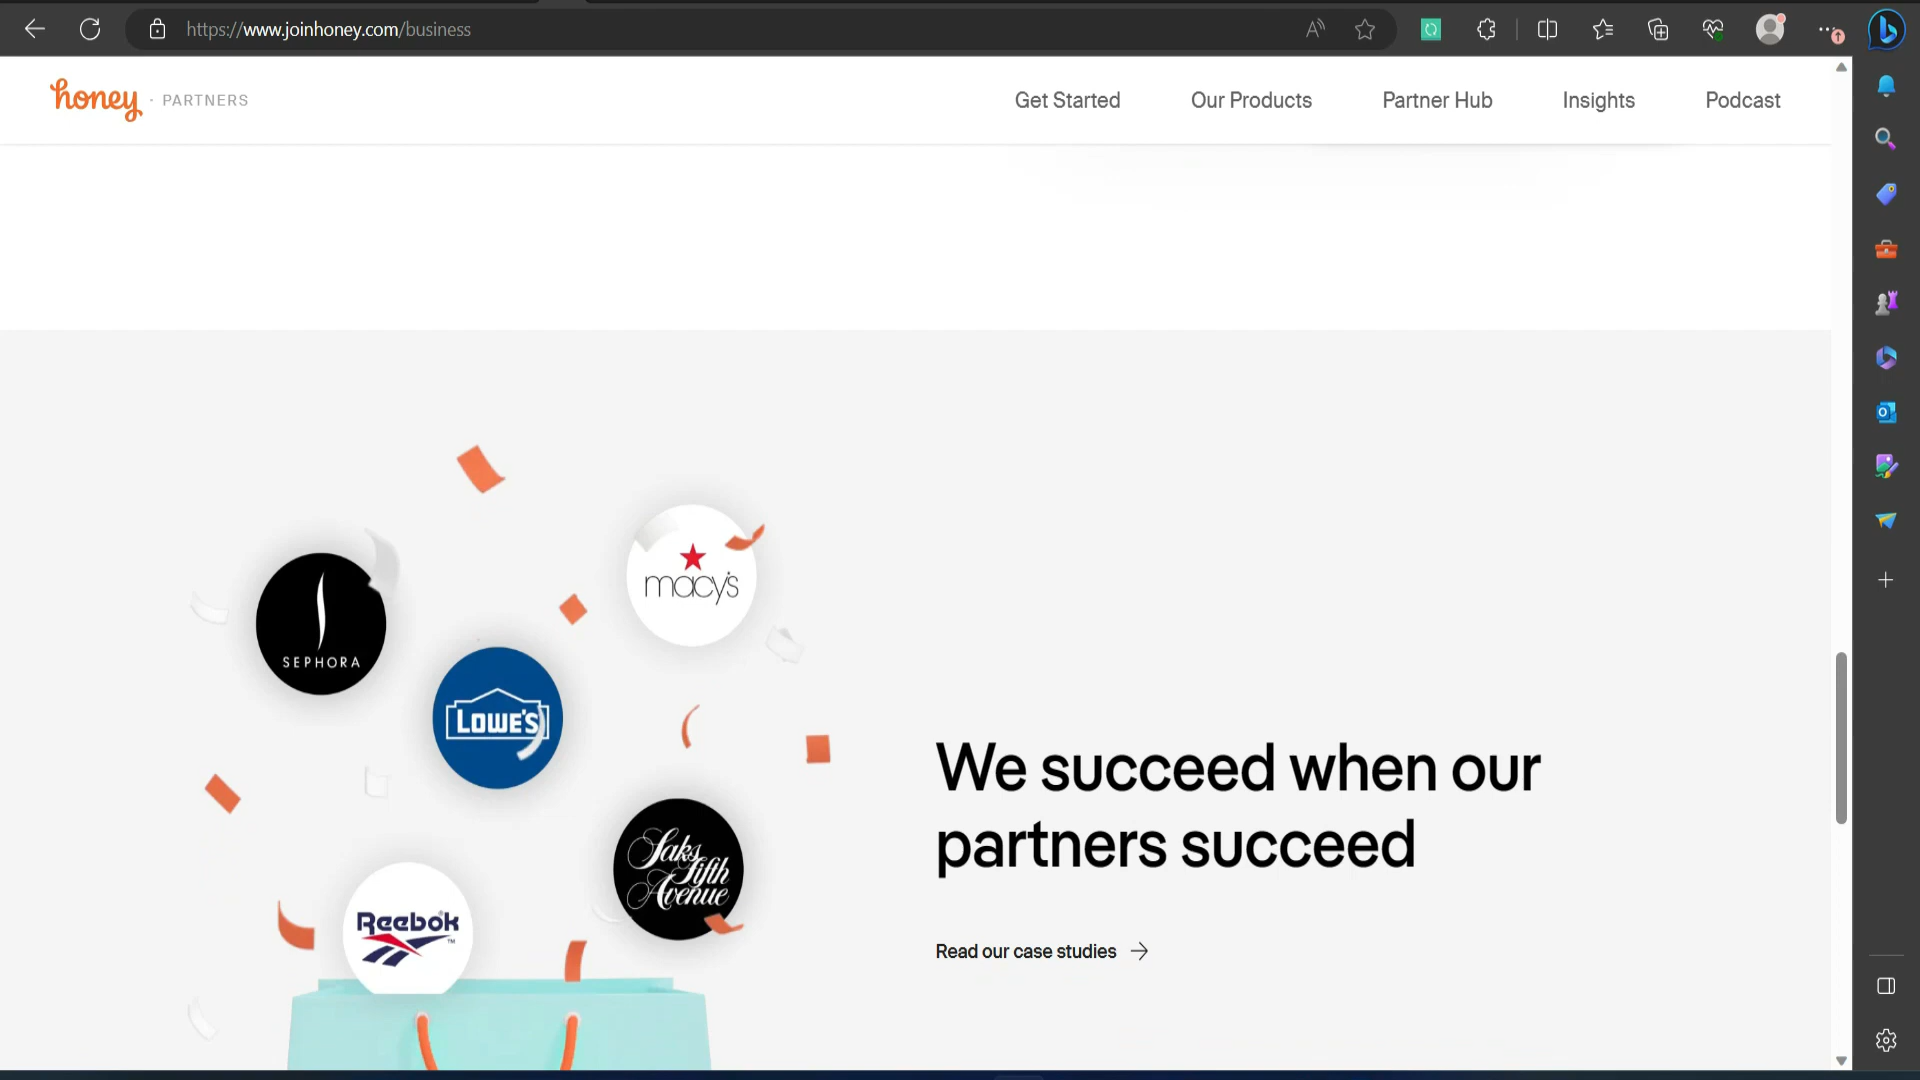 https://www.joinhoney.com/business
honey · PARTNERS
Get Started
Our Products
Partner Hub
Insights
Podcast
macy's
SEPHORA
LOWE'S
Saks
Fifth
Avenue
Reebok
We succeed when our
partners succeed
Read our case studies